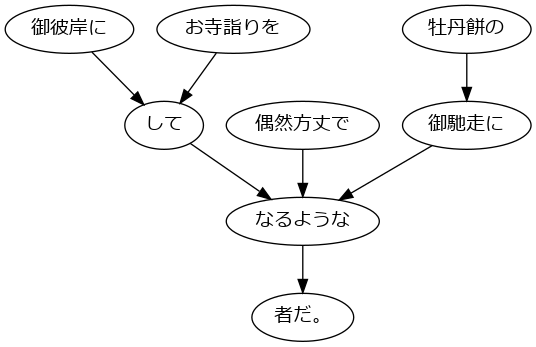 御彼岸に お寺詣りを 牡丹餅の
して 偶然方丈で 御馳走に
なるような
者だ。